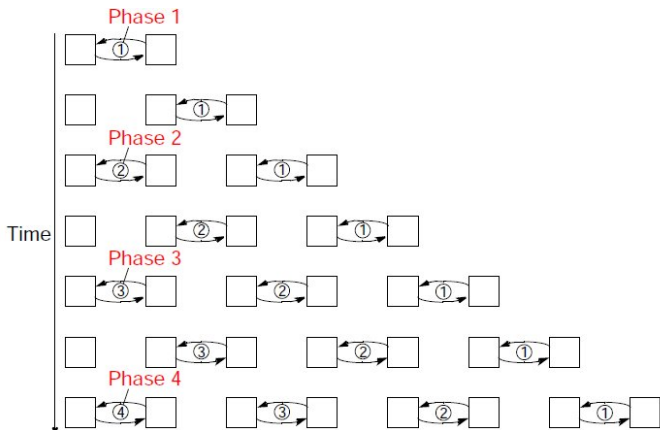 Phase 1
①
①
Phase 2
② ①
Time
② ①
Phase 3
③ ② ①
③ ② ①
Phase 4
④ ③ ② ①